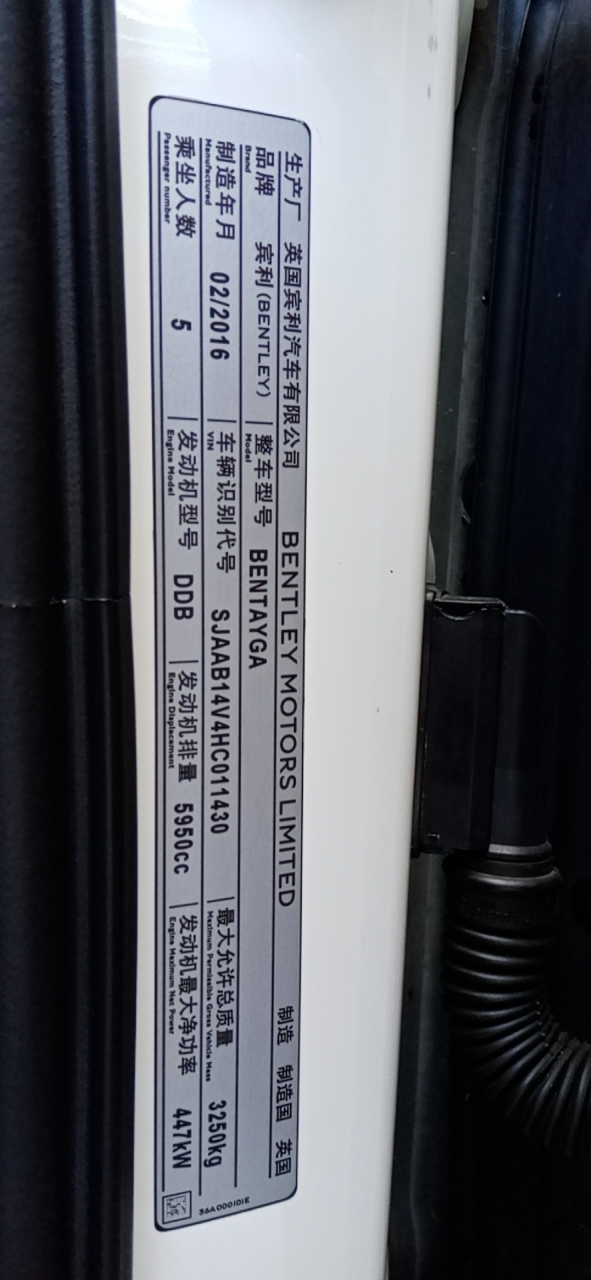 生产厂 英国宾利汽车有限公司 BENTLEY MOTORS LIMITED 制造 制造国 英国
品牌 宾利(BENTLEY) 整车型号 BENTAYGA
Brand Model
制造年月 02/2016 车辆识别代号 SJAAB14V4HC011430 最大允许总质量 3250kg
Manufactured VIN Maximum Permissible Gross Vehicle Mass
乘坐人数 5 发动机型号 DDB 发动机排量 5950cc 发动机最大净功率 447kW
Passenger number Engine Model Engine Displacement Engine Maximum Net Power
36A000101E